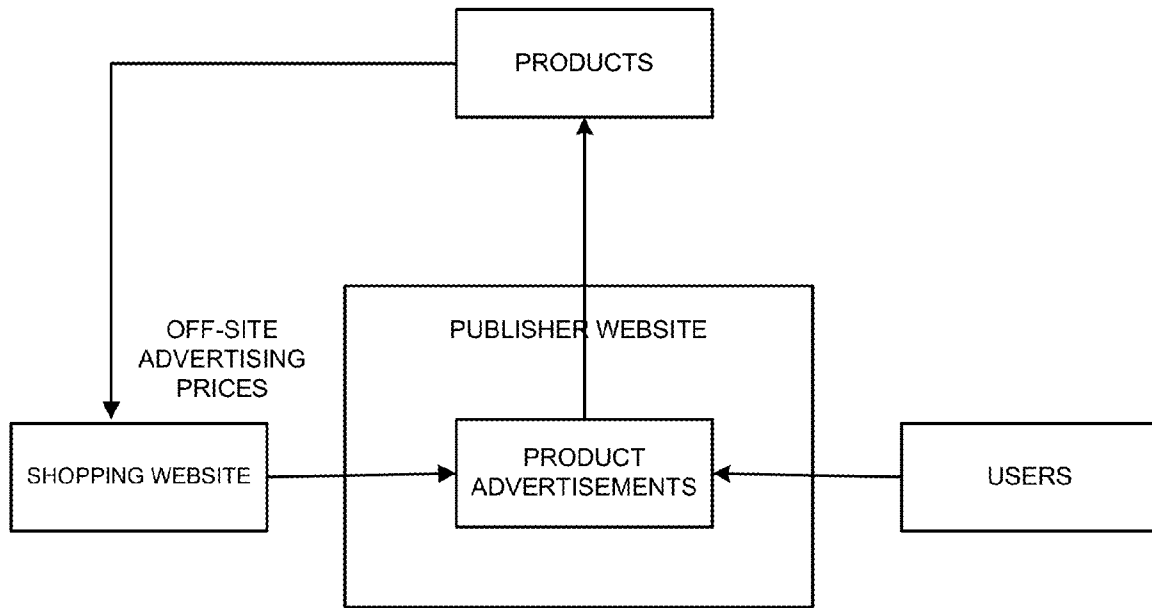 PRODUCTS
OFF-SITE
ADVERTISING
PRICES
PUBLISHER WEBSITE
SHOPPING WEBSITE
PRODUCT
ADVERTISEMENTS
USERS